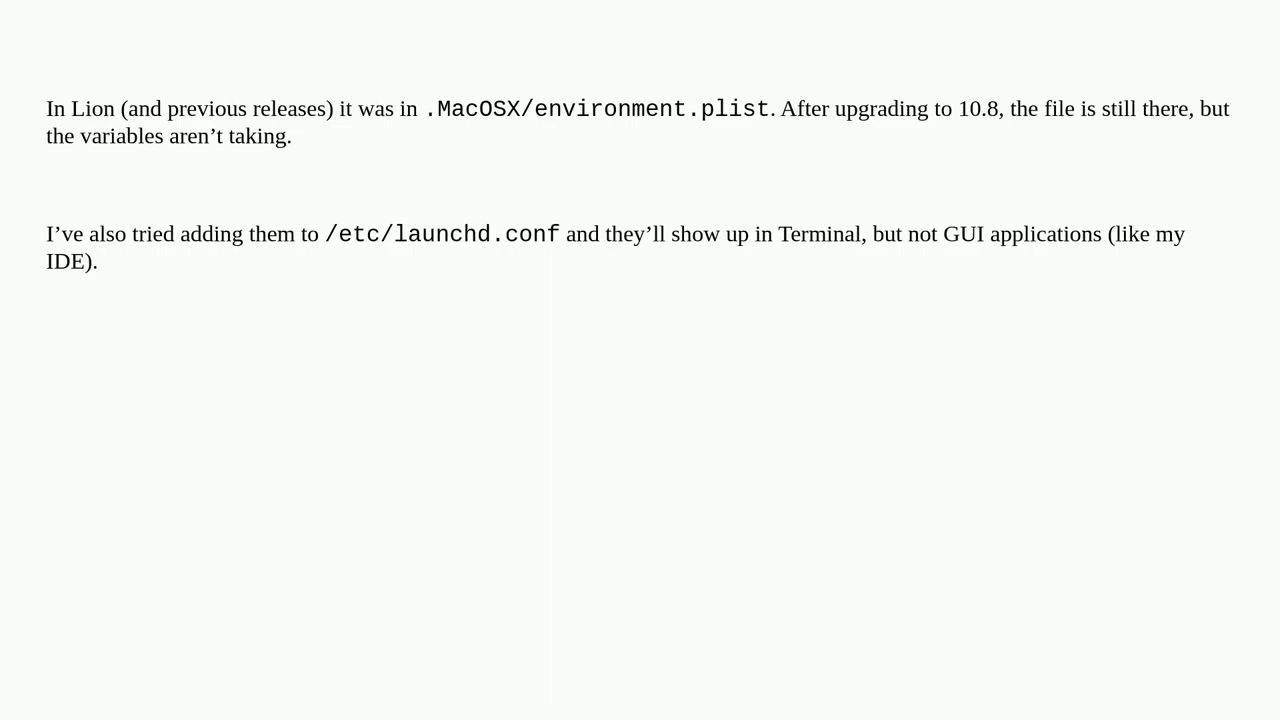 In Lion (and previous releases) it was in .MacOSX/environment.plist. After upgrading to 10.8, the file is still there, but
the variables aren’t taking.
I’ve also tried adding them to /etc/launchd.conf and they’ll show up in Terminal, but not GUI applications (like my
IDE).